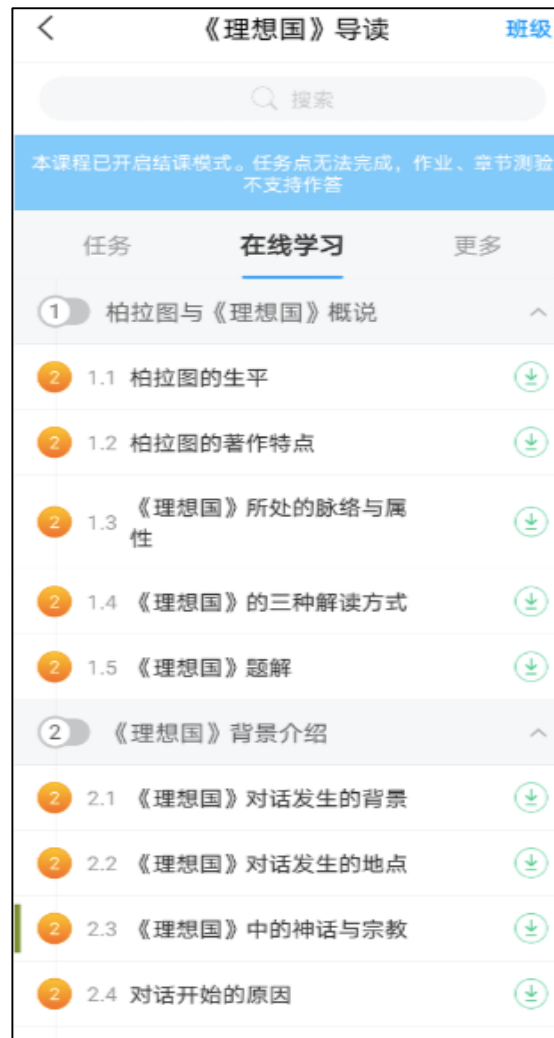 《理想国》导读 班级
搜索
本课程已开启结课模式。任务点无法完成，作业、章节测验
不支持作答
任务 在线学习 更多
1 柏拉图与《理想国》概说
2 1.1 柏拉图的生平
2 1.2 柏拉图的著作特点
2 1.3 《理想国》所处的脉络与属
性
2 1.4 《理想国》的三种解读方式
2 1.5 《理想国》题解
2 《理想国》背景介绍
2 2.1 《理想国》对话发生的背景
2 2.2 《理想国》对话发生的地点
2 2.3 《理想国》中的神话与宗教
2 2.4 对话开始的原因